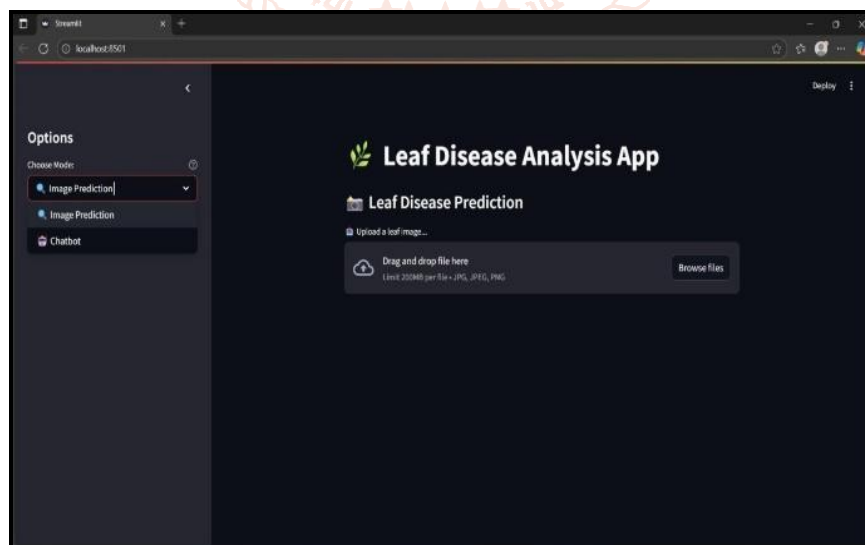 Streamlit
localhost:8501
Deploy
Options
Choose Mode:
Image Prediction
Image Prediction
Chatbot
Leaf Disease Analysis App
Leaf Disease Prediction
Upload a leaf image...
Drag and drop file here
Limit 200MB per file • JPG, JPEG, PNG
Browse files